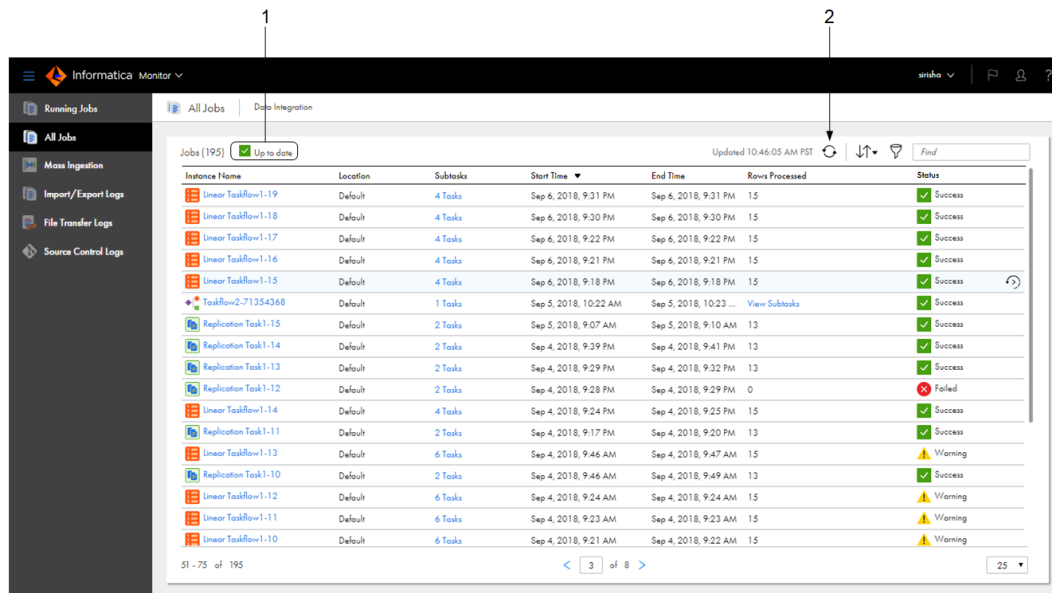 1 2
Informatica Monitor sirisha ?
Running Jobs
All Jobs
Mass Ingestion
Import/Export Logs
File Transfer Logs
Source Control Logs
All Jobs Data Integration
Jobs (195) Up to date Updated 10:46:05 AM PST Find
Instance Name Location Subtasks Start Time End Time Rows Processed Status
Linear Taskflow1-19 Default 4 Tasks Sep 6, 2018, 9:31 PM Sep 6, 2018, 9:31 PM 15 Success
Linear Taskflow1-18 Default 4 Tasks Sep 6, 2018, 9:30 PM Sep 6, 2018, 9:30 PM 15 Success
Linear Taskflow1-17 Default 4 Tasks Sep 6, 2018, 9:22 PM Sep 6, 2018, 9:22 PM 15 Success
Linear Taskflow1-16 Default 4 Tasks Sep 6, 2018, 9:21 PM Sep 6, 2018, 9:21 PM 15 Success
Linear Taskflow1-15 Default 4 Tasks Sep 6, 2018, 9:18 PM Sep 6, 2018, 9:18 PM 15 Success
Taskflow2-71354368 Default 1 Tasks Sep 5, 2018, 10:22 AM Sep 5, 2018, 10:23 ... View Subtasks Success
Replication Task1-15 Default 2 Tasks Sep 5, 2018, 9:07 AM Sep 5, 2018, 9:10 AM 13 Success
Replication Task1-14 Default 2 Tasks Sep 4, 2018, 9:39 PM Sep 4, 2018, 9:41 PM 13 Success
Replication Task1-13 Default 2 Tasks Sep 4, 2018, 9:29 PM Sep 4, 2018, 9:32 PM 13 Success
Replication Task1-12 Default 2 Tasks Sep 4, 2018, 9:28 PM Sep 4, 2018, 9:29 PM 0 Failed
Linear Taskflow1-14 Default 4 Tasks Sep 4, 2018, 9:24 PM Sep 4, 2018, 9:25 PM 15 Success
Replication Task1-11 Default 2 Tasks Sep 4, 2018, 9:17 PM Sep 4, 2018, 9:20 PM 13 Success
Linear Taskflow1-13 Default 6 Tasks Sep 4, 2018, 9:46 AM Sep 4, 2018, 9:47 AM 15 Warning
Replication Task1-10 Default 2 Tasks Sep 4, 2018, 9:46 AM Sep 4, 2018, 9:49 AM 13 Success
Linear Taskflow1-12 Default 6 Tasks Sep 4, 2018, 9:24 AM Sep 4, 2018, 9:24 AM 15 Warning
Linear Taskflow1-11 Default 6 Tasks Sep 4, 2018, 9:23 AM Sep 4, 2018, 9:23 AM 15 Warning
Linear Taskflow1-10 Default 6 Tasks Sep 4, 2018, 9:21 AM Sep 4, 2018, 9:22 AM 15 Warning
51 - 75 of 195 < 3 of 8 > 25